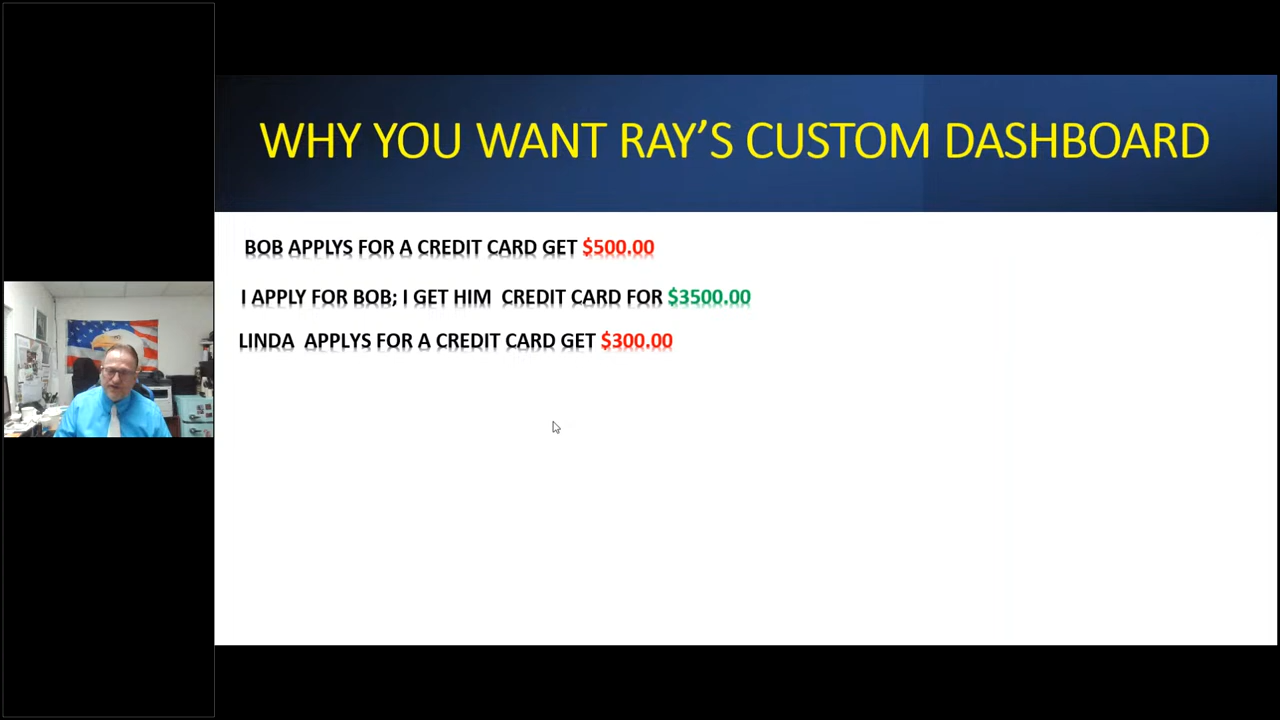 WHY YOU WANT RAY'S CUSTOM DASHBOARD
BOB APPLYS FOR A CREDIT CARD GET $500.00
I APPLY FOR BOB; I GET HIM CREDIT CARD FOR $3500.00
LINDA APPLYS FOR A CREDIT CARD GET $300.00